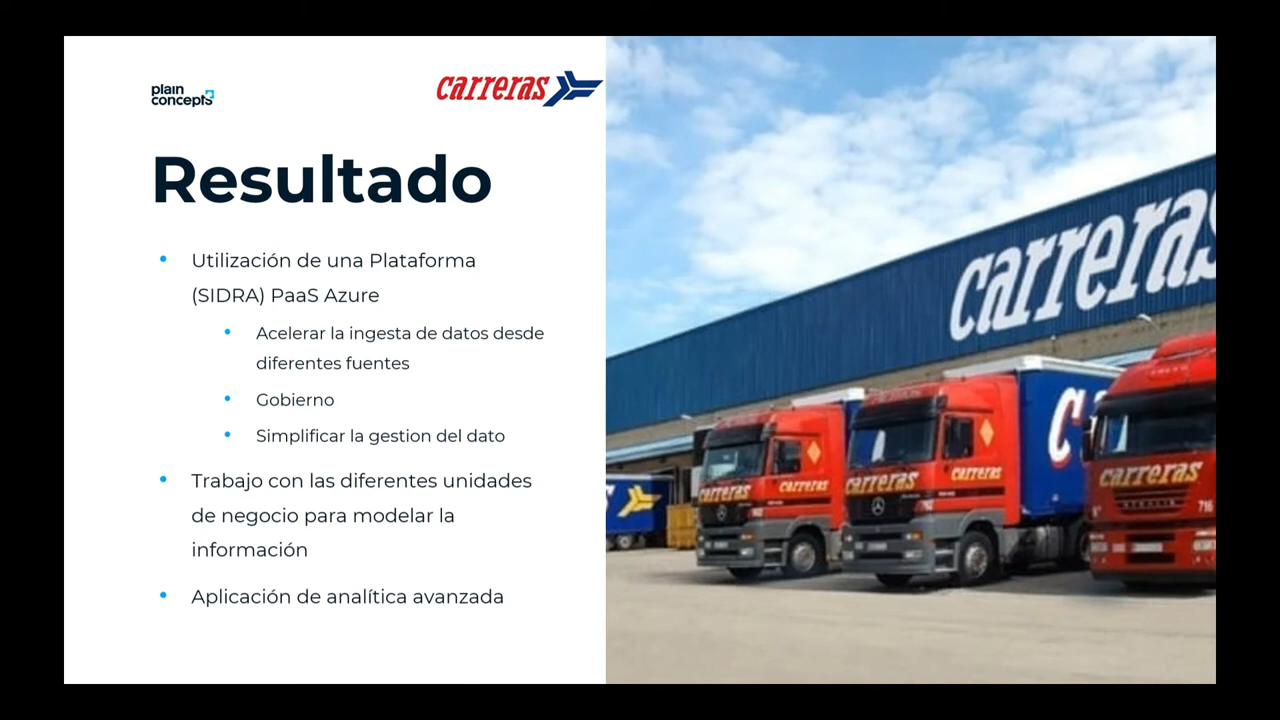 plain
concepts
carreras
Resultado
Utilización de una Plataforma
(SIDRA) PaaS Azure
Acelerar la ingesta de datos desde
diferentes fuentes
Gobierno
Simplificar la gestion del dato
Trabajo con las diferentes unidades
de negocio para modelar la
información
Aplicación de analítica avanzada
carreras
carreras
carreras
carreras
carreras
carreras
716